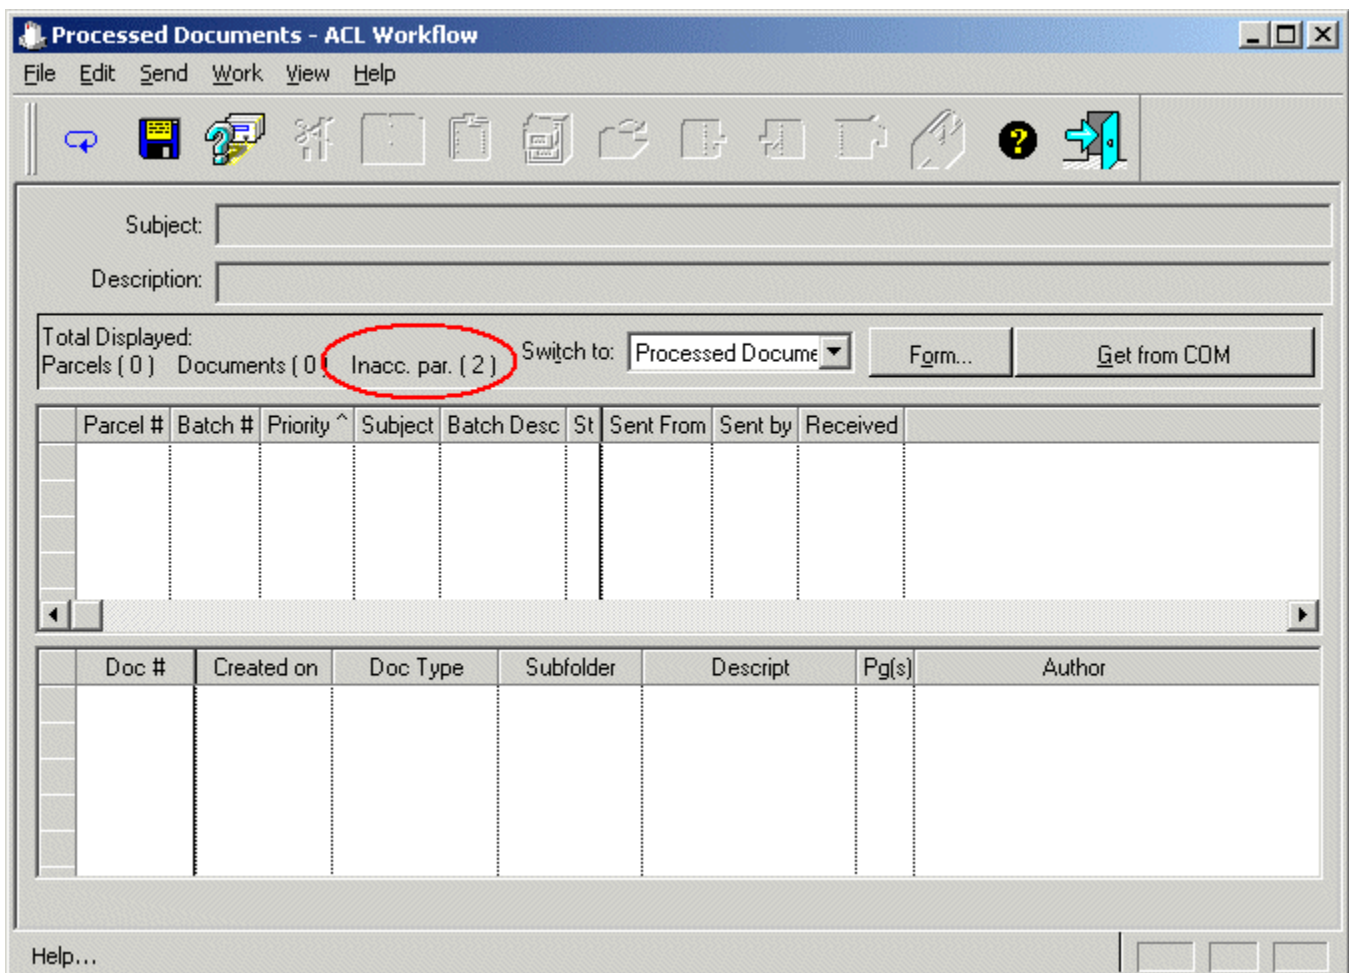 Processed Documents - ACL Workflow
File Edit Send Work View Help
Subject:
Description:
Total Displayed:
Parcels ( 0 ) Documents ( 0 ) Inacc. par. ( 2 ) Switch to: Processed Docume Form... Get from COM
Parcel # Batch # Priority ^ Subject Batch Desc St Sent From Sent by Received
Doc # Created on Doc Type Subfolder Descript Pg(s) Author
Help...